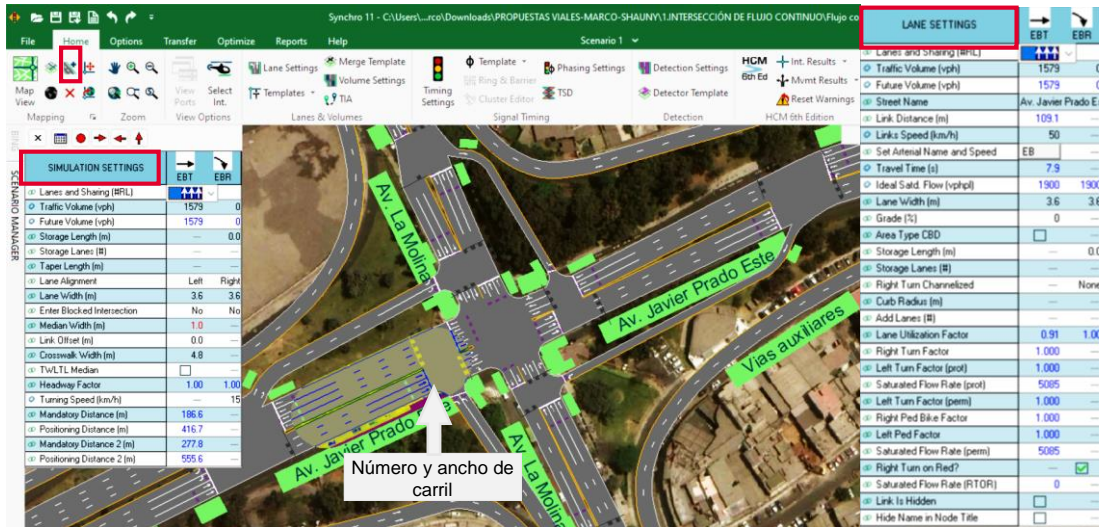 Synchro 11 - C:\Users\...rco\Downloads\PROPUESTAS VIALES-MARCO-SHAUNY\1.INTERSECCIÓN DE FLUJO CONTINUO\Flujo co
File Home Options Transfer Optimize Reports Help Scenario 1
Map View
Mapping
Zoom
View Ports
Select Int.
View Options
Lane Settings
Templates
Merge Template
Volume Settings
TIA
Lanes & Volumes
Timing Settings
Template
Ring & Barrier
Cluster Editor
Phasing Settings
TSD
Signal Timing
Detection Settings
Detector Template
Detection
HCM 6th Ed
Int. Results
Mvmt Results
Reset Warnings
HCM 6th Edition
BING
SCENARIO MANAGER
SIMULATION SETTINGS EBT EBR
Lanes and Sharing (#RL)
Traffic Volume (vph) 1579 0
Future Volume (vph) 1579 0
Storage Length (m) — 0.0
Storage Lanes (#) — —
Taper Length (m) — —
Lane Alignment Left Right
Lane Width (m) 3.6 3.6
Enter Blocked Intersection No No
Median Width (m) 1.0 —
Link Offset (m) 0.0 —
Crosswalk Width (m) 4.8 —
TWLTL Median —
Headway Factor 1.00 1.00
Turning Speed (km/h) — 15
Mandatory Distance (m) 186.6 —
Positioning Distance (m) 416.7 —
Mandatory Distance 2 (m) 277.8 —
Positioning Distance 2 (m) 555.6 —
Av. La Molina
Av. Javier Prado Este
Vias auxiliares
Av. Javier Prado Este
Av. La Molina
Número y ancho de
carril
LANE SETTINGS EBT EBR
Lanes and Sharing (#RL)
Traffic Volume (vph) 1579 0
Future Volume (vph) 1579 0
Street Name Av. Javier Prado E
Link Distance (m) 109.1 —
Links Speed (km/h) 50 —
Set Arterial Name and Speed EB —
Travel Time (s) 7.9 —
Ideal Satd. Flow (vphpl) 1900 1900
Lane Width (m) 3.6 3.6
Grade (%) 0 —
Area Type CBD —
Storage Length (m) — 0.0
Storage Lanes (#) — —
Right Turn Channelized — None
Curb Radius (m) — —
Add Lanes (#) — —
Lane Utilization Factor 0.91 1.00
Right Turn Factor 1.000 —
Left Turn Factor (prot) 1.000 —
Saturated Flow Rate (prot) 5085 —
Left Turn Factor (perm) 1.000 —
Right Ped Bike Factor 1.000 —
Left Ped Factor 1.000 —
Saturated Flow Rate (perm) 5085 —
Right Turn on Red? —
Saturated Flow Rate (RTOR) 0 —
Link Is Hidden —
Hide Name in Node Title —